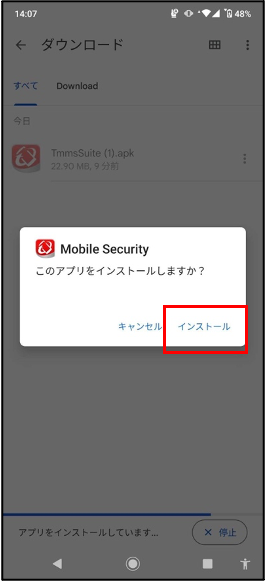 14:07
48%
ダウンロード
すべて
Download
今日
TmmsSuite (1).apk
22.90 MB, 9 分前
Mobile Security
このアプリをインストールしますか？
キャンセル
インストール
アプリをインストールしています...
停止